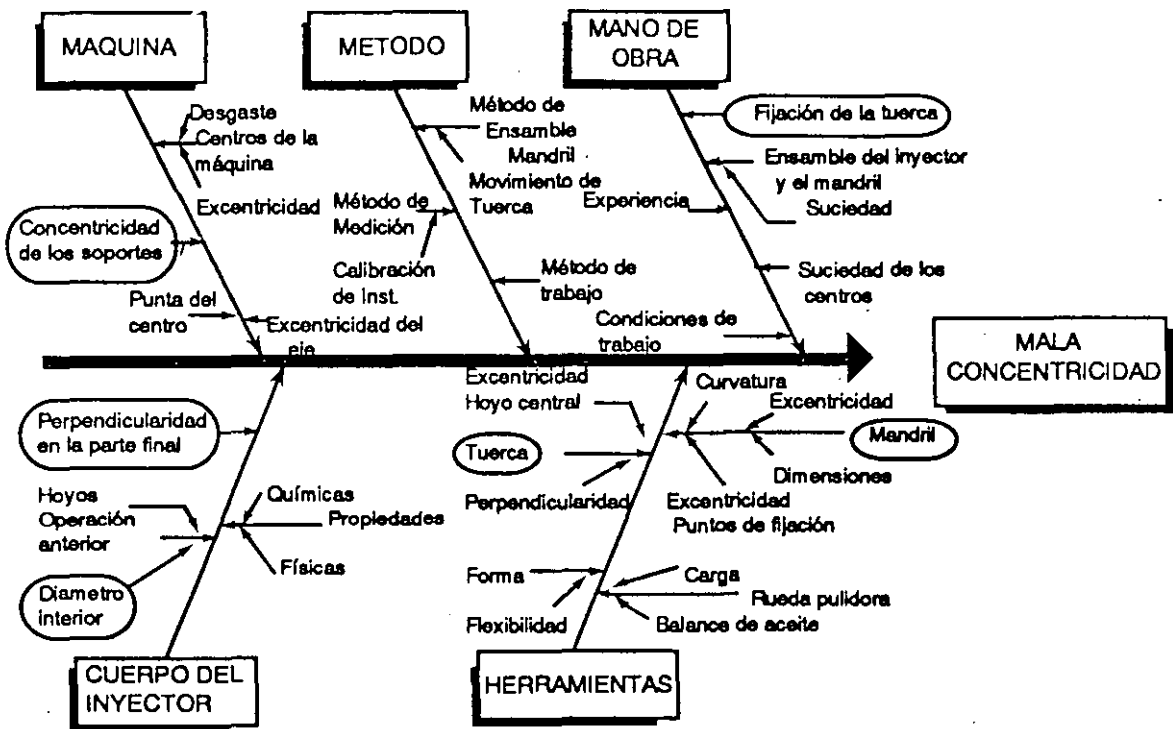 MAQUINA
METODO
MANO DE
OBRA
Desgaste
Centros de la
máquina
Excentricidad
Concentricidad
de los soportes
Punta del
centro
Excentricidad del
eje
Método de
Ensamble
Mandril
Movimiento de
Tuerca
Método de
Medición
Calibración
de Inst.
Método de
trabajo
Fijación de la tuerca
Ensamble del inyector
y el mandril
Suciedad
Experiencia
Suciedad de los
centros
Condiciones de
trabajo
MALA
CONCENTRICIDAD
Perpendicularidad
en la parte final
Hoyos
Operación
anterior
Diametro
interior
Químicas
Propiedades
Físicas
CUERPO DEL
INYECTOR
Excentricidad
Hoyo central
Tuerca
Perpendicularidad
Curvatura
Excentricidad
Mandril
Dimensiones
Excentricidad
Puntos de fijación
Forma
Flexibilidad
Carga
Rueda pulidora
Balance de aceite
HERRAMIENTAS